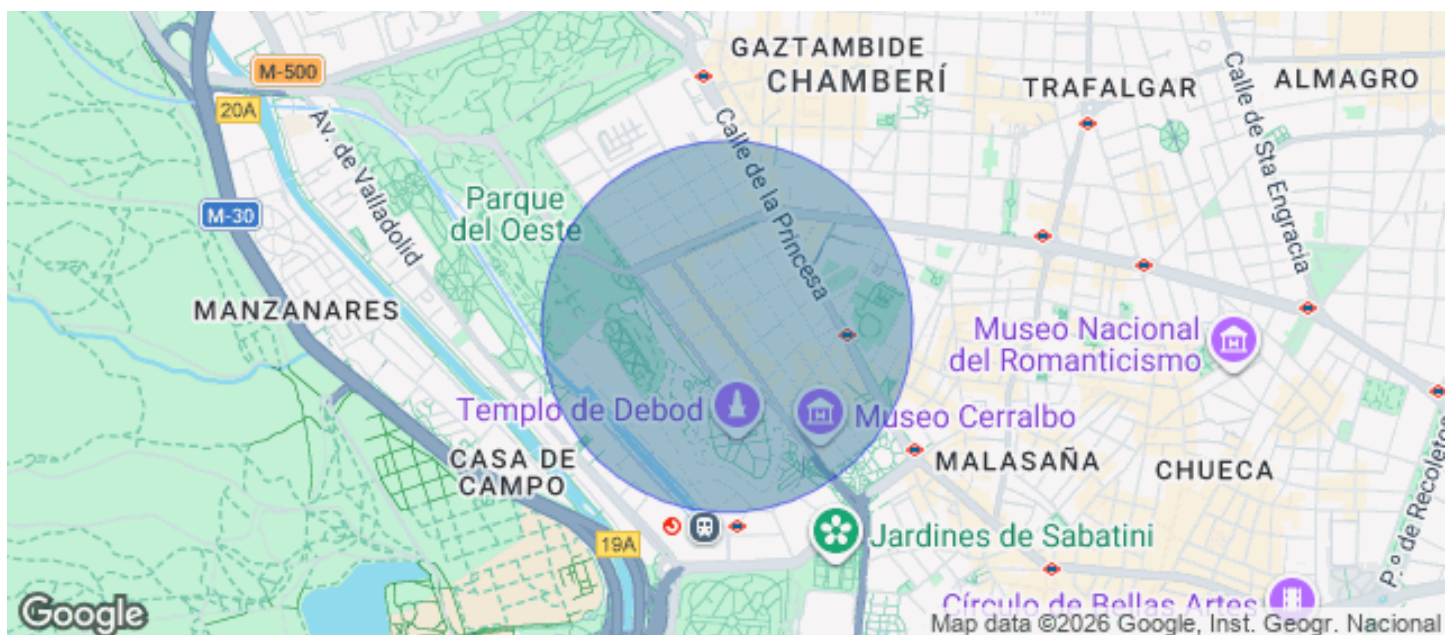 GAZTAMBIDE
CHAMBERÍ
TRAFALGAR
ALMAGRO
M-500
20A
Av. de Valladolid
Calle de la Princesa
Calle de Sta Engracia
Parque
del Oeste
M-30
MANZANARES
Museo Nacional
del Romanticismo
Templo de Debod
Museo Cerralbo
CASA DE
CAMPO
MALASAÑA
CHUECA
P.º de Recoletos
19A
Jardines de Sabatini
Círculo de Bellas Artes
Google
Map data ©2026 Google, Inst. Geogr. Nacional